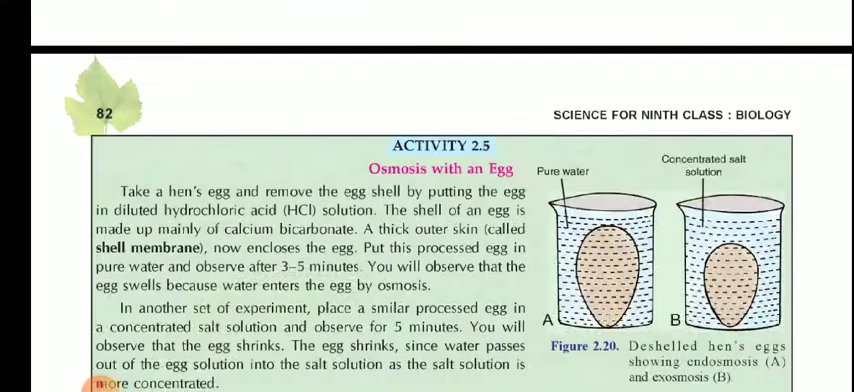 82
SCIENCE FOR NINTH CLASS : BIOLOGY
ACTIVITY 2.5
Osmosis with an Egg
Take a hen's egg and remove the egg shell by putting the egg
in diluted hydrochloric acid (HCl) solution. The shell of an egg is
made up mainly of calcium bicarbonate. A thick outer skin (called
shell membrane), now encloses the egg. Put this processed egg in
pure water and observe after 3–5 minutes. You will observe that the
egg swells because water enters the egg by osmosis.
In another set of experiment, place a smilar processed egg in
a concentrated salt solution and observe for 5 minutes. You will
observe that the egg shrinks. The egg shrinks, since water passes
out of the egg solution into the salt solution as the salt solution is
more concentrated.
Pure water
Concentrated salt
solution
A
B
Figure 2.20. Deshelled hen's eggs
showing endosmosis (A)
and exosmosis (B).